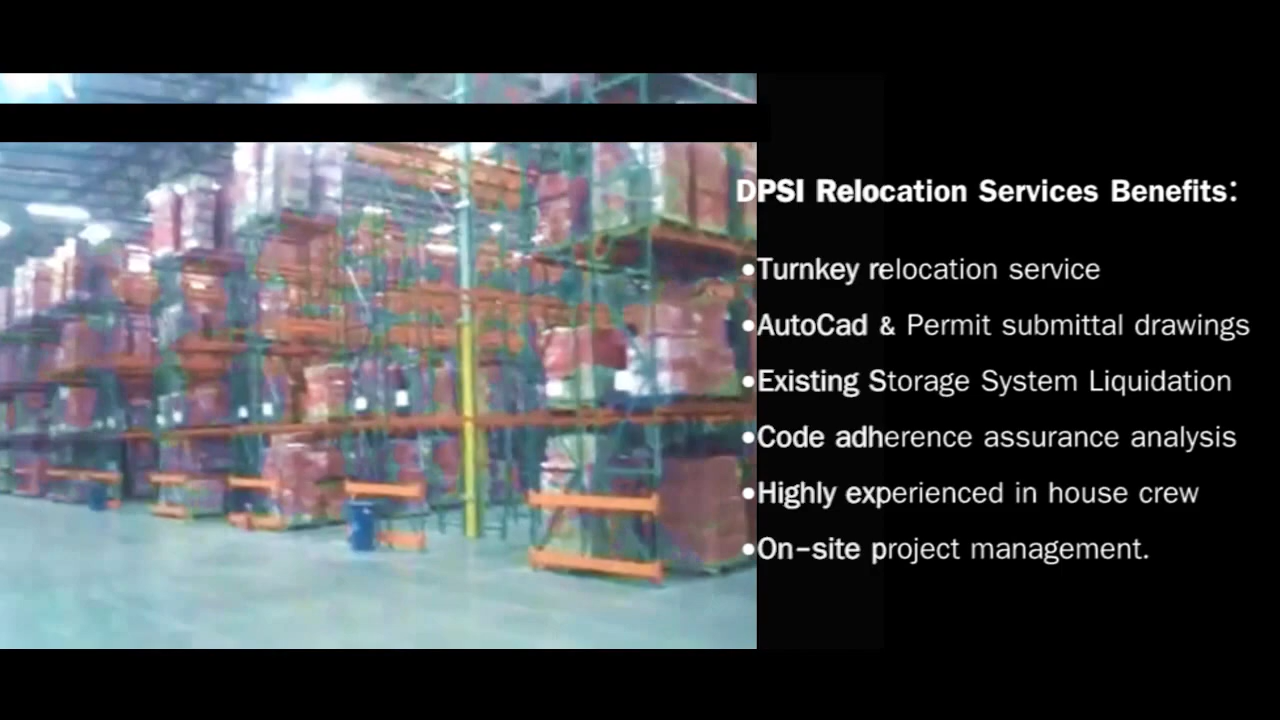 DPSI Relocation Services Benefits:
•Turnkey relocation service
•AutoCad & Permit submittal drawings
•Existing Storage System Liquidation
•Code adherence assurance analysis
•Highly experienced in house crew
•On-site project management.